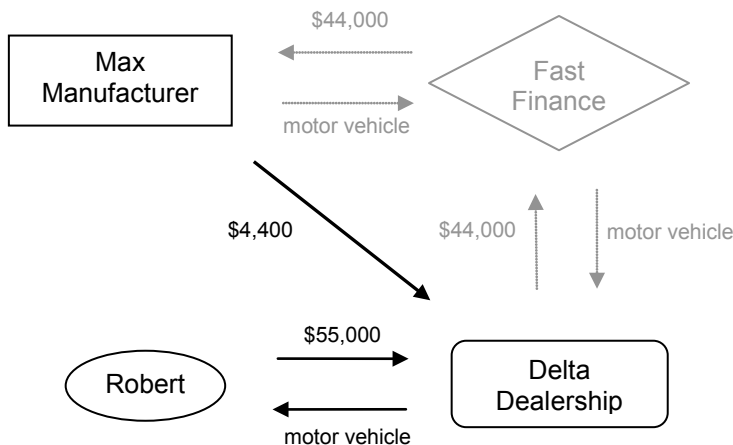 $44,000
Max
Manufacturer
Fast
Finance
motor vehicle
$4,400
$44,000
motor vehicle
$55,000
Robert
Delta
Dealership
motor vehicle